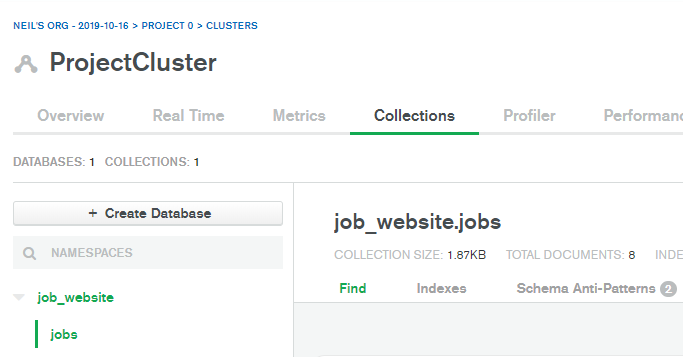 NEIL'S ORG - 2019-10-16 > PROJECT 0 > CLUSTERS
ProjectCluster
Overview Real Time Metrics Collections Profiler Performanc
DATABASES: 1 COLLECTIONS: 1
+ Create Database
NAMESPACES
job_website
jobs
job_website.jobs
COLLECTION SIZE: 1.87KB TOTAL DOCUMENTS: 8 INDE
Find Indexes Schema Anti-Patterns 2